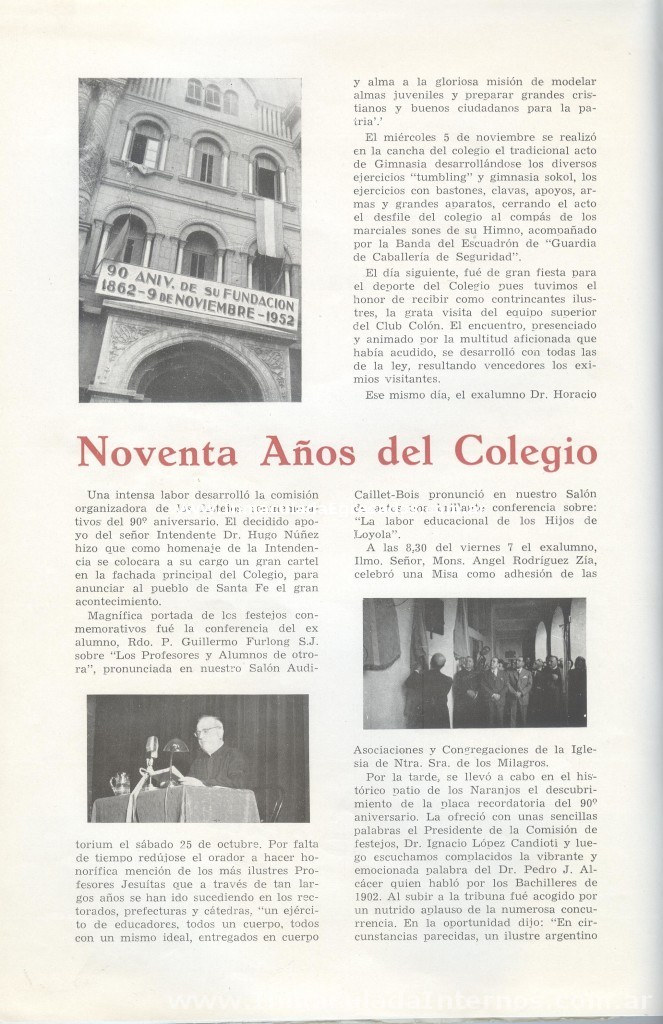 90 ANIV. DE SU FUNDACION
1862-9 DE NOVIEMBRE-1952
Noventa Años del Colegio
Una intensa labor desarrolló la comisión
organizadora de los festejos conmemora-
tivos del 90º aniversario. El decidido apo-
yo del señor Intendente Dr. Hugo Núñez
hizo que como homenaje de la Intenden-
cia se colocara a su cargo un gran cartel
en la fachada principal del Colegio, para
anunciar al pueblo de Santa Fe el gran
acontecimiento.
Magnífica portada de los festejos con-
memorativos fué la conferencia del ex
alumno, Rdo. P. Guillermo Furlong S.J.
sobre "Los Profesores y Alumnos de otro-
ra", pronunciada en nuestro Salón Audi-
torium el sábado 25 de octubre. Por falta
de tiempo redújose el orador a hacer ho-
norífica mención de los más ilustres Pro-
fesores Jesuítas que a través de tan lar-
gos años se han ido sucediendo en los rec-
torados, prefecturas y cátedras, "un ejérci-
to de educadores, todos un cuerpo, todos
con un mismo ideal, entregados en cuerpo
y alma a la gloriosa misión de modelar
almas juveniles y preparar grandes cris-
tianos y buenos ciudadanos para la pa-
tria'.'
El miércoles 5 de noviembre se realizó
en la cancha del colegio el tradicional acto
de Gimnasia desarrollándose los diversos
ejercicios "tumbling" y gimnasia sokol, los
ejercicios con bastones, clavas, apoyos, ar-
mas y grandes aparatos, cerrando el acto
el desfile del colegio al compás de los
marciales sones de su Himno, acompañado
por la Banda del Escuadrón de "Guardia
de Caballería de Seguridad".
El día siguiente, fué de gran fiesta para
el deporte del Colegio pues tuvimos el
honor de recibir como contrincantes ilus-
tres, la grata visita del equipo superior
del Club Colón. El encuentro, presenciado
y animado por la multitud aficionada que
había acudido, se desarrolló con todas las
de la ley, resultando vencedores los exi-
mios visitantes.
Ese mismo día, el exalumno Dr. Horacio
Caillet-Bois pronunció en nuestro Salón
de actos una brillante conferencia sobre:
"La labor educacional de los Hijos de
Loyola".
A las 8,30 del viernes 7 el exalumno,
Ilmo. Señor, Mons. Angel Rodríguez Zía,
celebró una Misa como adhesión de las
Asociaciones y Congregaciones de la Igle-
sia de Ntra. Sra. de los Milagros.
Por la tarde, se llevó a cabo en el his-
tórico patio de los Naranjos el descubri-
miento de la placa recordatoria del 90º
aniversario. La ofreció con unas sencillas
palabras el Presidente de la Comisión de
festejos, Dr. Ignacio López Candioti y lue-
go escuchamos complacidos la vibrante y
emocionada palabra del Dr. Pedro J. Al-
cácer quien habló por los Bachilleres de
1902. Al subir a la tribuna fué acogido por
un nutrido aplauso de la numerosa concu-
rrencia. En la oportunidad dijo: "En cir-
cunstancias parecidas, un ilustre argentino